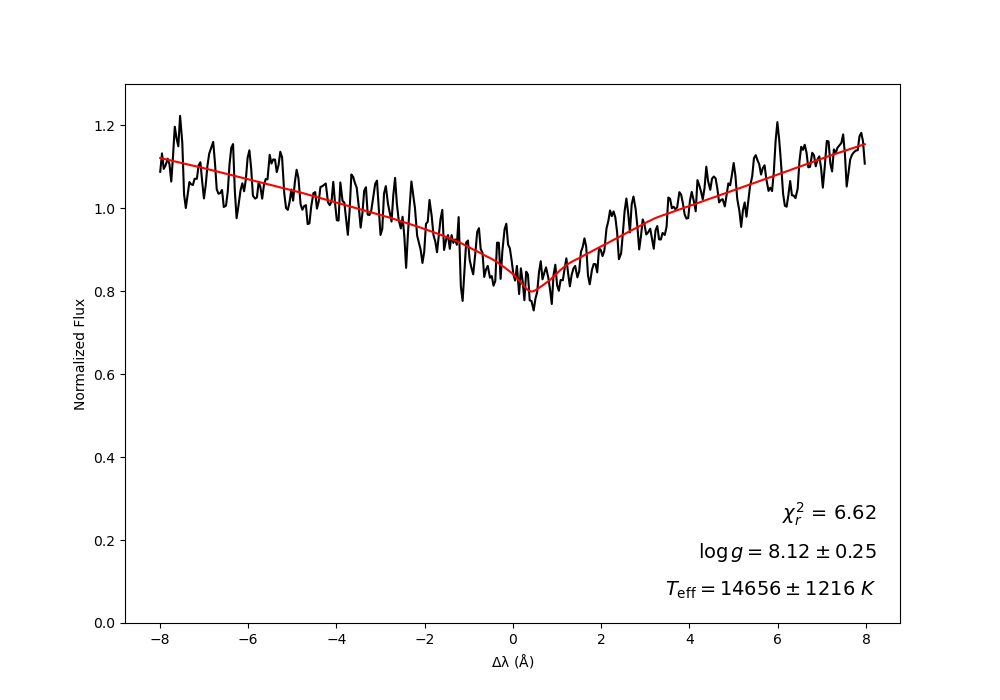 1.2
1.0
0.8
0.6
0.4
0.2
0.0
Normalized Flux
χ²ᵣ = 6.62
log g = 8.12 ± 0.25
T_eff = 14656 ± 1216 K
−8 −6 −4 −2 0 2 4 6 8
Δλ (Å)